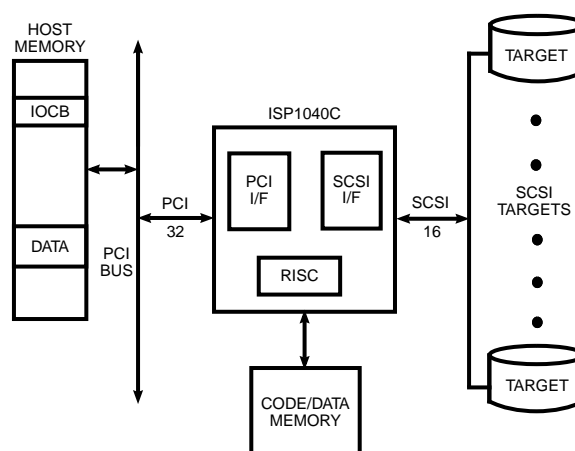 HOST
MEMORY
IOCB
DATA
PCI
BUS
PCI
32
ISP1040C
PCI
I/F
SCSI
I/F
RISC
CODE/DATA
MEMORY
SCSI
16
TARGET
SCSI
TARGETS
TARGET